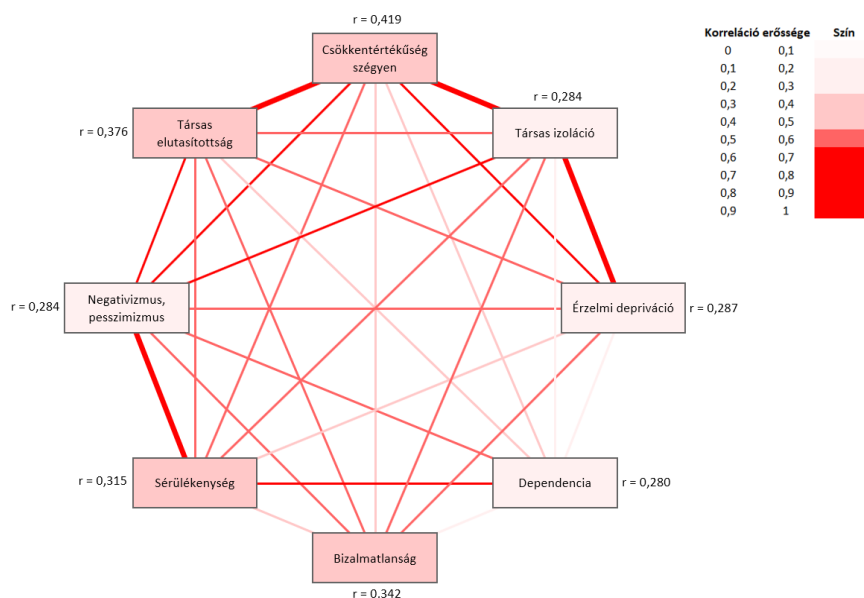 r = 0,419
Csökkentértékűség
szégyen
r = 0,284
Társas izoláció
r = 0,376
Társas
elutasítottság
r = 0,284
Negativizmus,
pesszimizmus
Érzelmi depriváció
r = 0,287
r = 0,315
Sérülékenység
Dependencia
r = 0,280
Bizalmatlanság
r = 0,342
Korreláció erőssége Szín
0 0,1
0,1 0,2
0,2 0,3
0,3 0,4
0,4 0,5
0,5 0,6
0,6 0,7
0,7 0,8
0,8 0,9
0,9 1